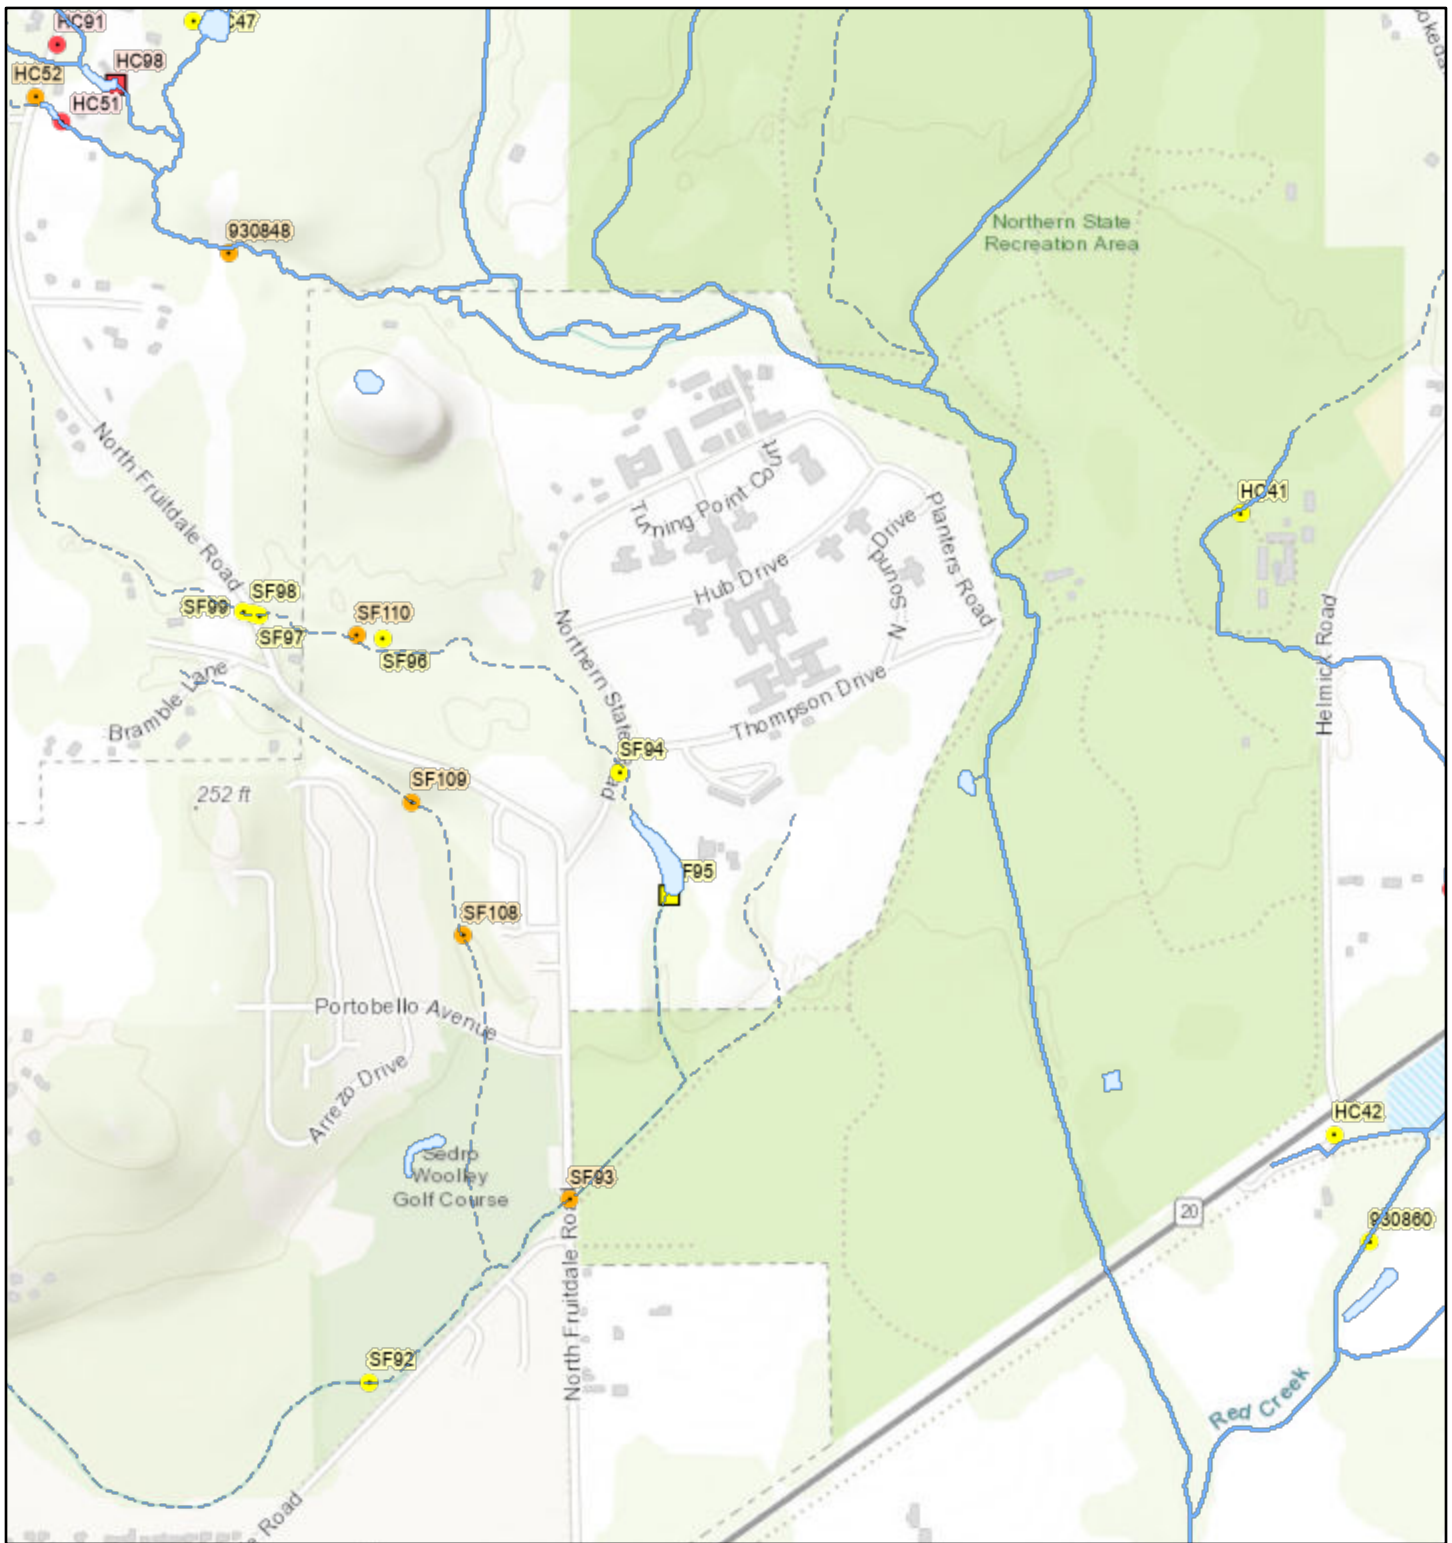 HC91
C47
HC98
HC52
HC51
930848
Northern State
Recreation Area
HC41
North Fruitdale Road
Turning Point Court
Hub Drive
N. Sound Drive
Planters Road
Thompson Drive
Northern State Road
SF98
SF99
SF97
SF110
SF96
Bramble Lane
SF94
SF109
252 ft
F95
SF108
Portobello Avenue
Arrezo Drive
Helmick Road
HC42
Sedro
Woolley
Golf Course
SF93
20
930860
North Fruitdale Road
SF92
Red Creek
e Road